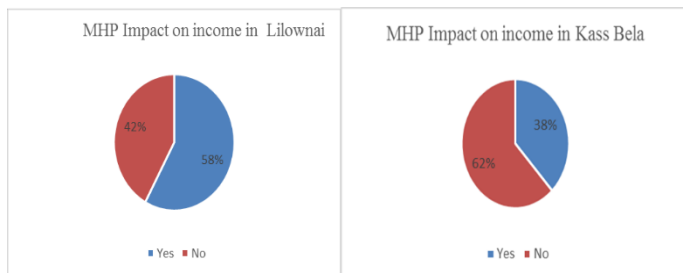 MHP Impact on income in Lilownai
42%
58%
Yes No
MHP Impact on income in Kass Bela
38%
62%
Yes No